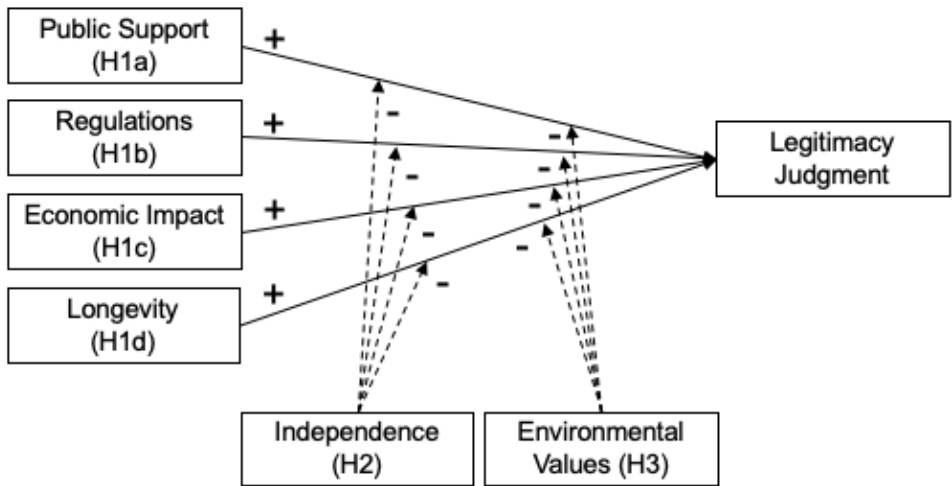 Public Support
(H1a)
+
Regulations
(H1b)
+
Economic Impact
(H1c)
+
Longevity
(H1d)
+
-
-
-
-
-
-
-
-
Legitimacy
Judgment
Independence
(H2)
Environmental
Values (H3)